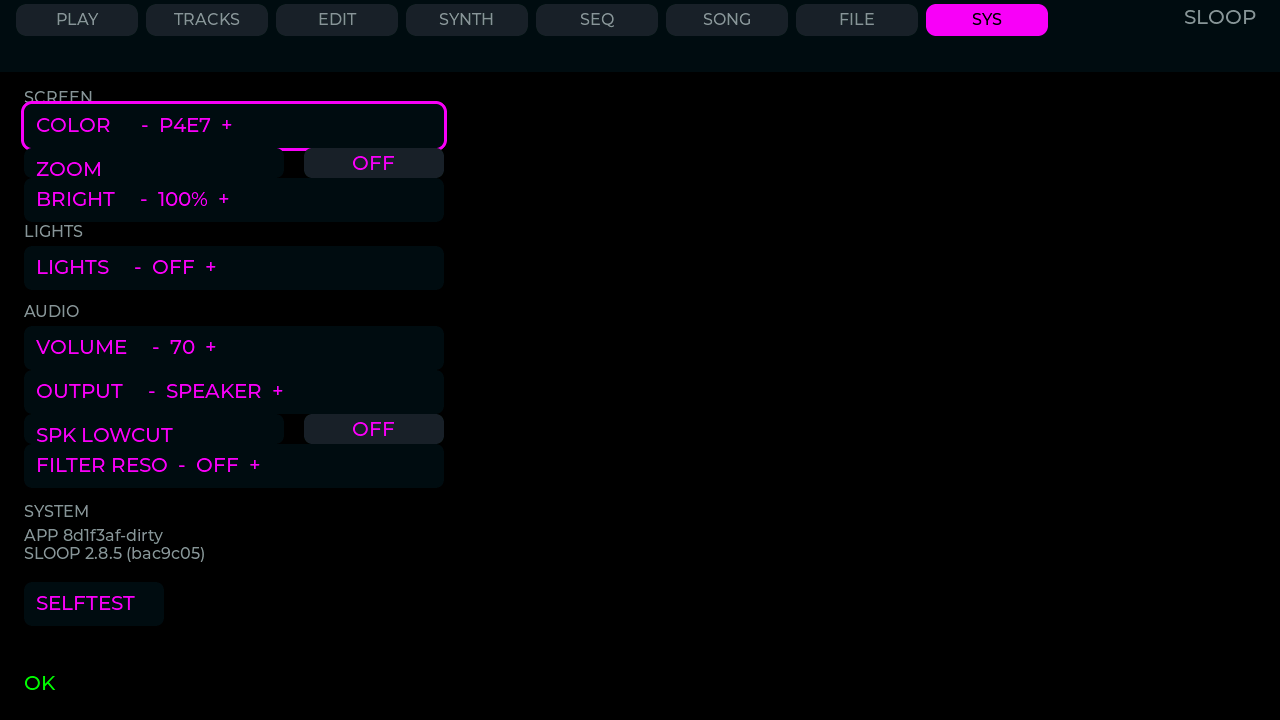 PLAY TRACKS EDIT SYNTH SEQ SONG FILE SYS SLOOP
SCREEN
COLOR - P4E7 +
ZOOM OFF
BRIGHT - 100% +
LIGHTS
LIGHTS - OFF +
AUDIO
VOLUME - 70 +
OUTPUT - SPEAKER +
SPK LOWCUT OFF
FILTER RESO - OFF +
SYSTEM
APP 8d1f3af-dirty
SLOOP 2.8.5 (bac9c05)
SELFTEST
OK